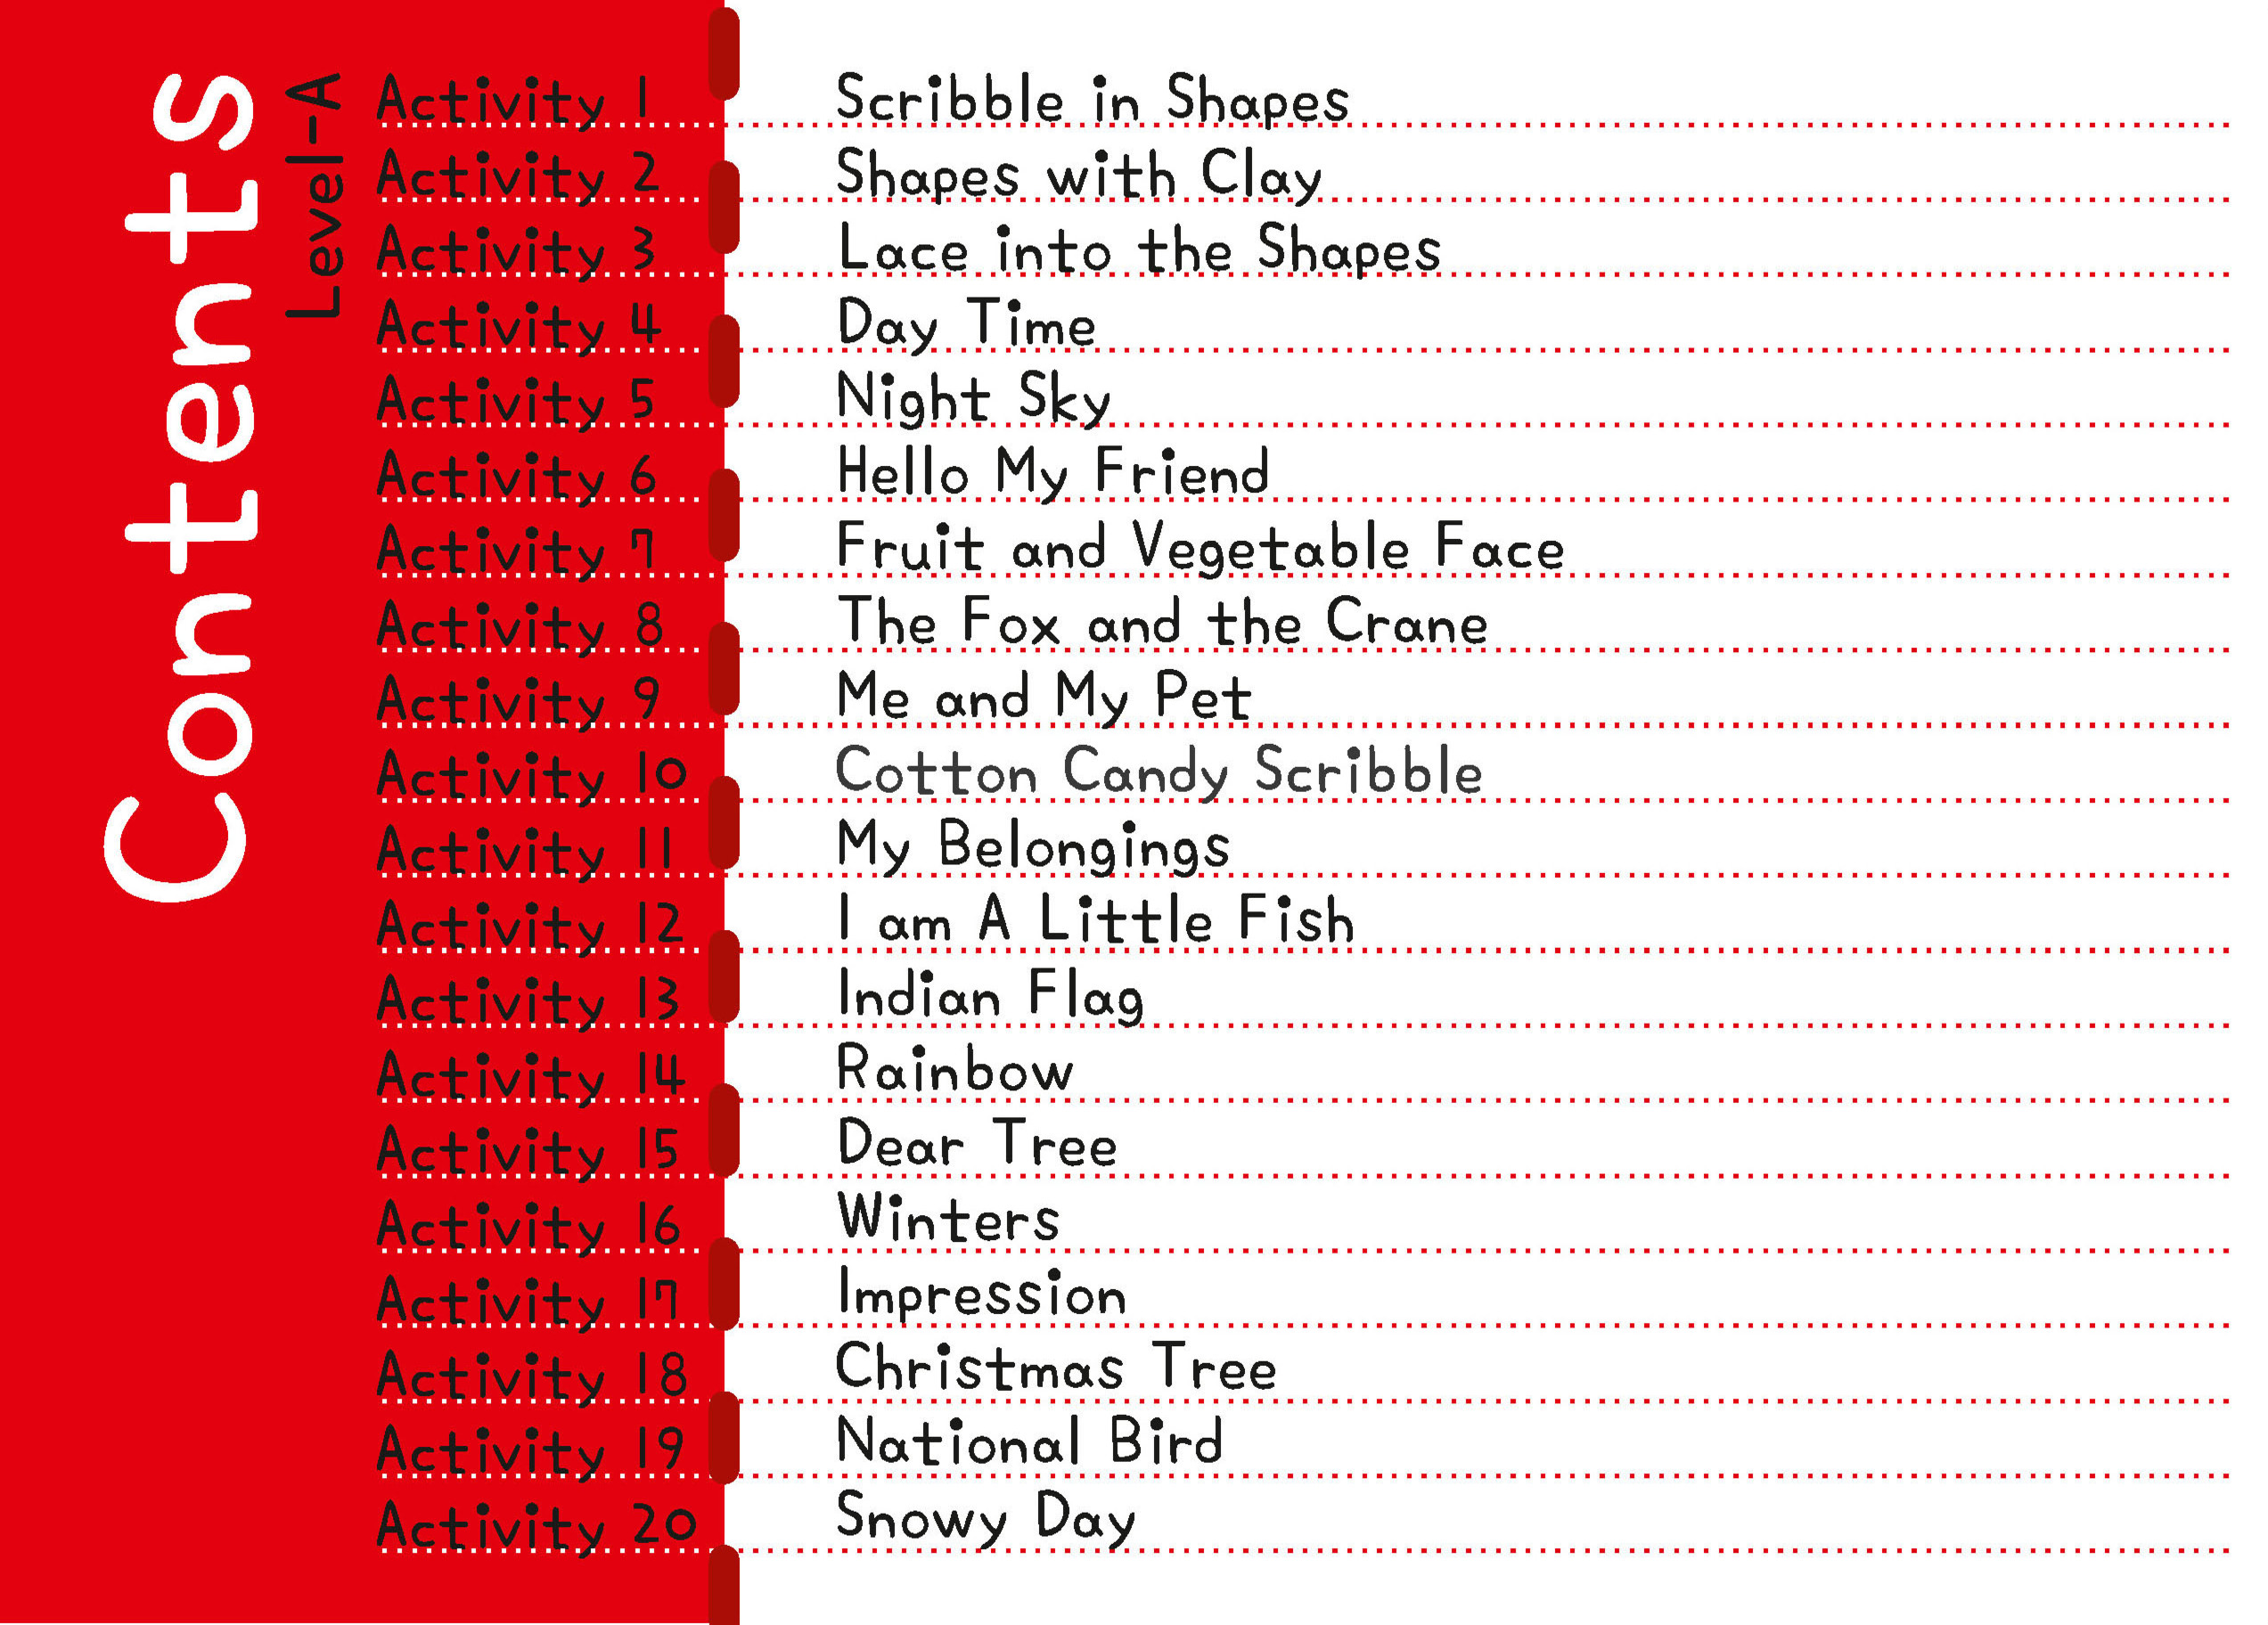 Contents
Level-A
Activity 1 Scribble in Shapes
Activity 2 Shapes with Clay
Activity 3 Lace into the Shapes
Activity 4 Day Time
Activity 5 Night Sky
Activity 6 Hello My Friend
Activity 7 Fruit and Vegetable Face
Activity 8 The Fox and the Crane
Activity 9 Me and My Pet
Activity 10 Cotton Candy Scribble
Activity 11 My Belongings
Activity 12 I am A Little Fish
Activity 13 Indian Flag
Activity 14 Rainbow
Activity 15 Dear Tree
Activity 16 Winters
Activity 17 Impression
Activity 18 Christmas Tree
Activity 19 National Bird
Activity 20 Snowy Day